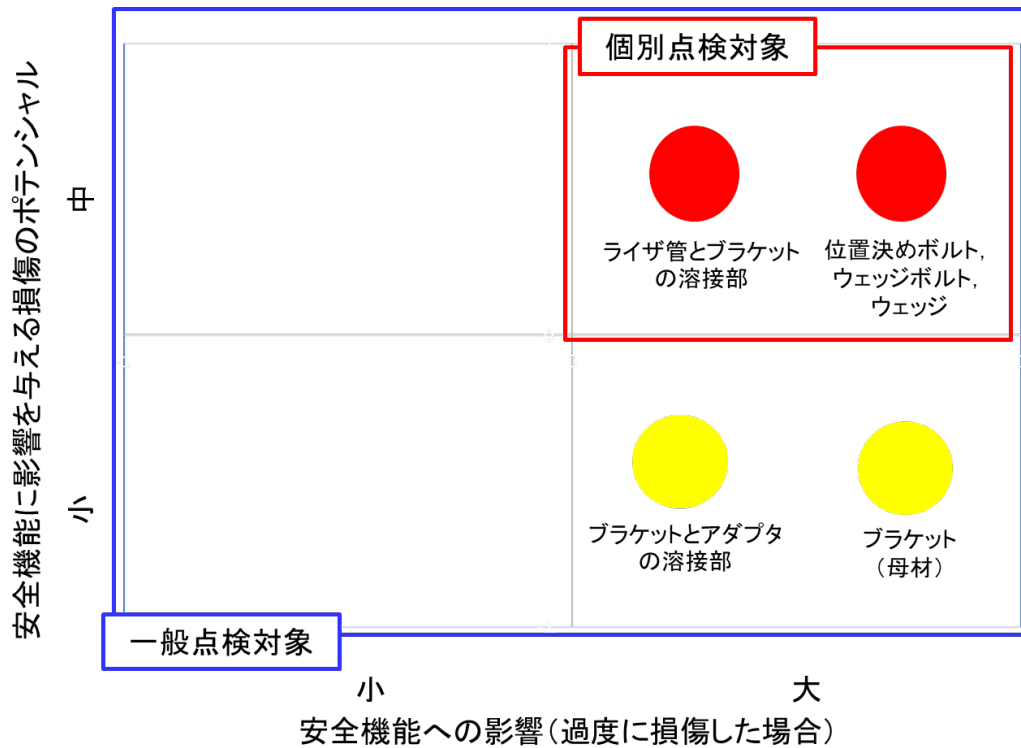 個別点検対象
安全機能に影響を与える損傷のポテンシャル
中
ライザ管とブラケット
の溶接部
位置決めボルト,
ウェッジボルト,
ウェッジ
小
ブラケットとアダプタ
の溶接部
ブラケット
(母材)
一般点検対象
小
大
安全機能への影響(過度に損傷した場合)